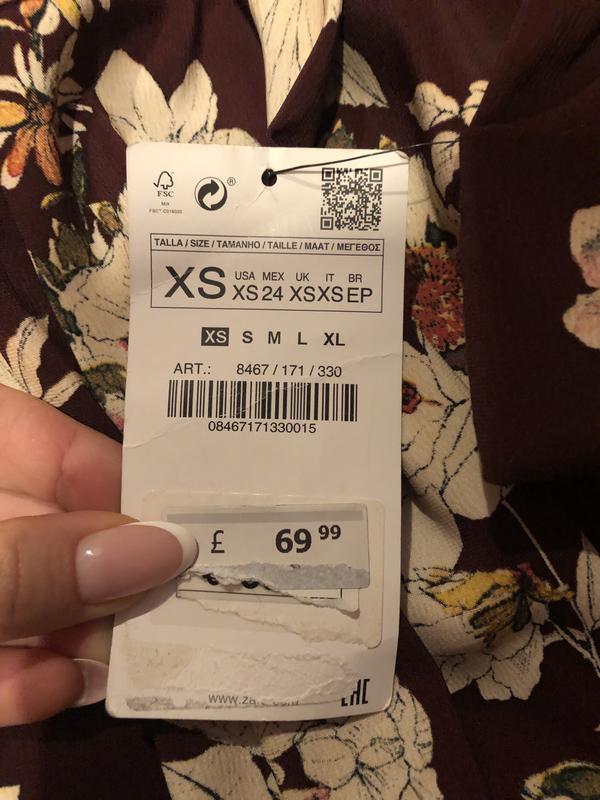 FSC
MIX
®
TALLA / SIZE / TAMANHO / TAILLE / MAAT / ΜΕΓΕΘΟΣ
XS
USA MEX UK IT BR
XS 24 XS XS EP
XS S M L XL
ART.: 8467 / 171 / 330
08467171330015
£ 69 99
EAC